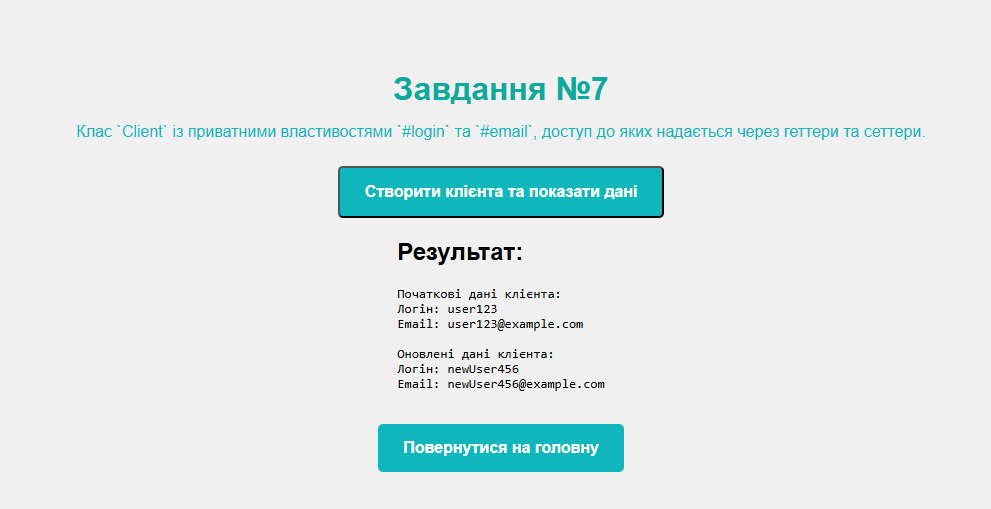 Завдання №7
Клас `Client` із приватними властивостями `#login` та `#email`, доступ до яких надається через геттери та сеттери.
Створити клієнта та показати дані
Результат:
Початкові дані клієнта:
Логін: user123
Email: user123@example.com
Оновлені дані клієнта:
Логін: newUser456
Email: newUser456@example.com
Повернутися на головну